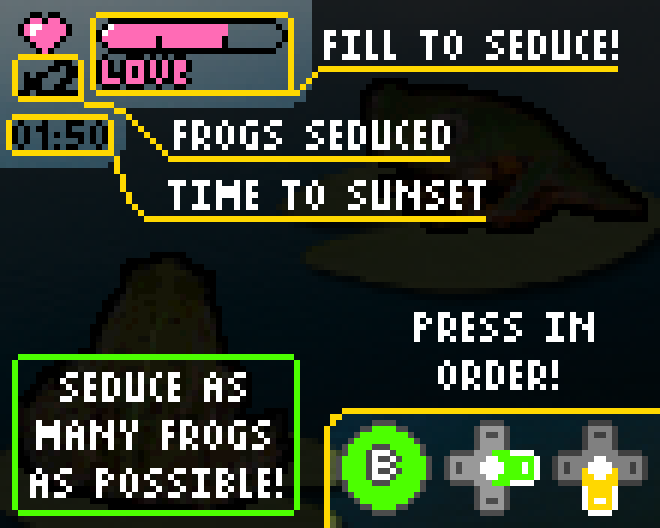 FILL TO SEDUCE!
LOVE
x2
FROGS SEDUCED
01:50
TIME TO SUNSET
PRESS IN
ORDER!
SEDUCE AS
MANY FROGS
AS POSSIBLE!
B